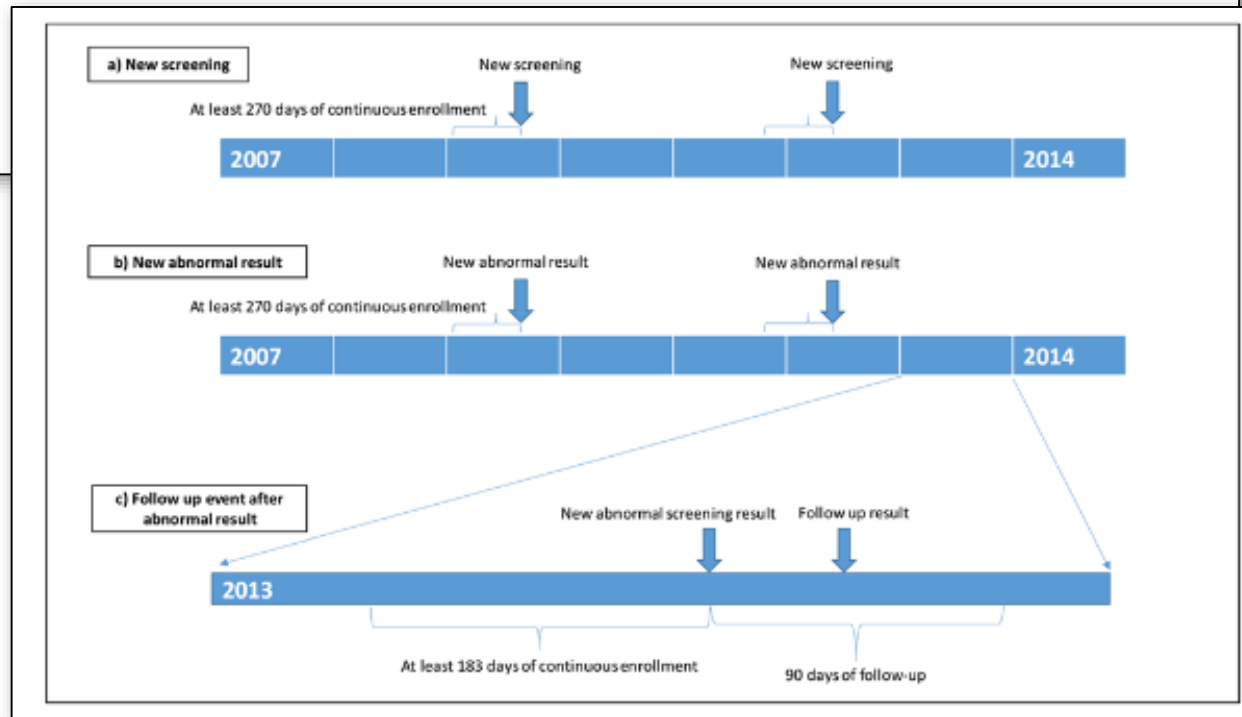 a) New screening
New screening
New screening
At least 270 days of continuous enrollment
2007
2014
b) New abnormal result
New abnormal result
New abnormal result
At least 270 days of continuous enrollment
2007
2014
c) Follow up event after
abnormal result
New abnormal screening result
Follow up result
2013
At least 183 days of continuous enrollment
90 days of follow-up